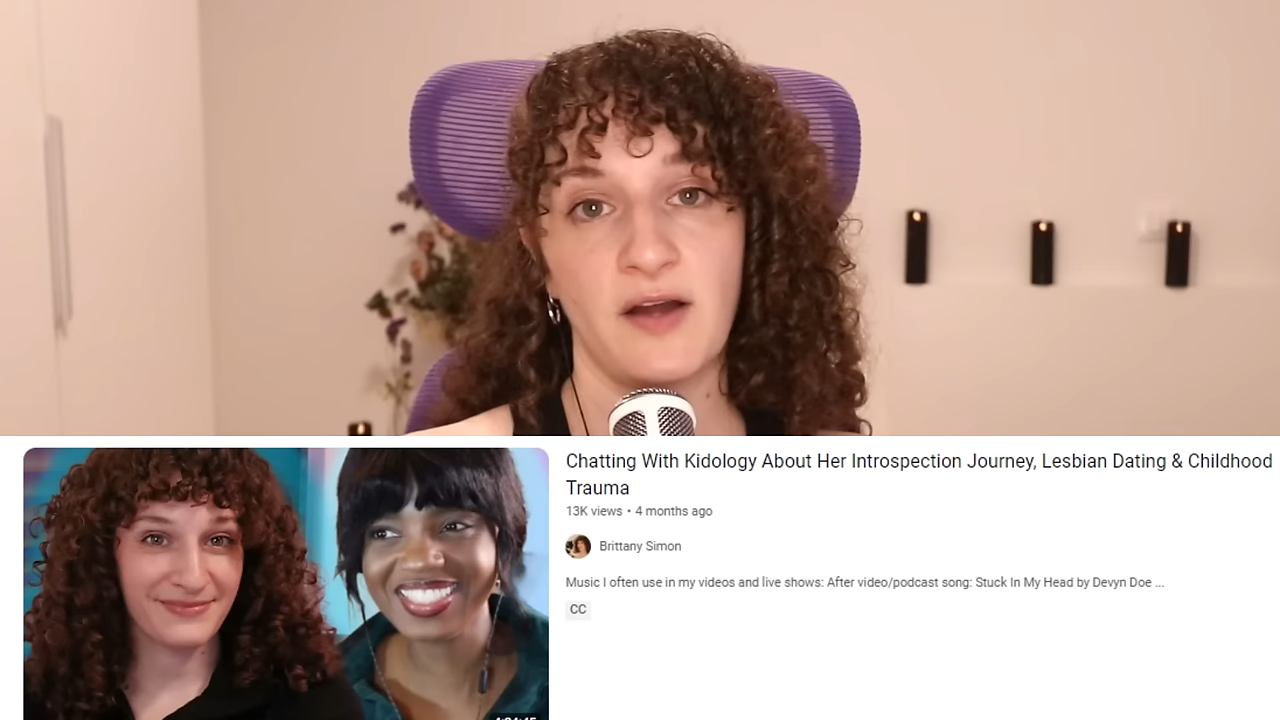 Chatting With Kidology About Her Introspection Journey, Lesbian Dating & Childhood
Trauma
13K views • 4 months ago
Brittany Simon
Music I often use in my videos and live shows: After video/podcast song: Stuck In My Head by Devyn Doe ...
CC